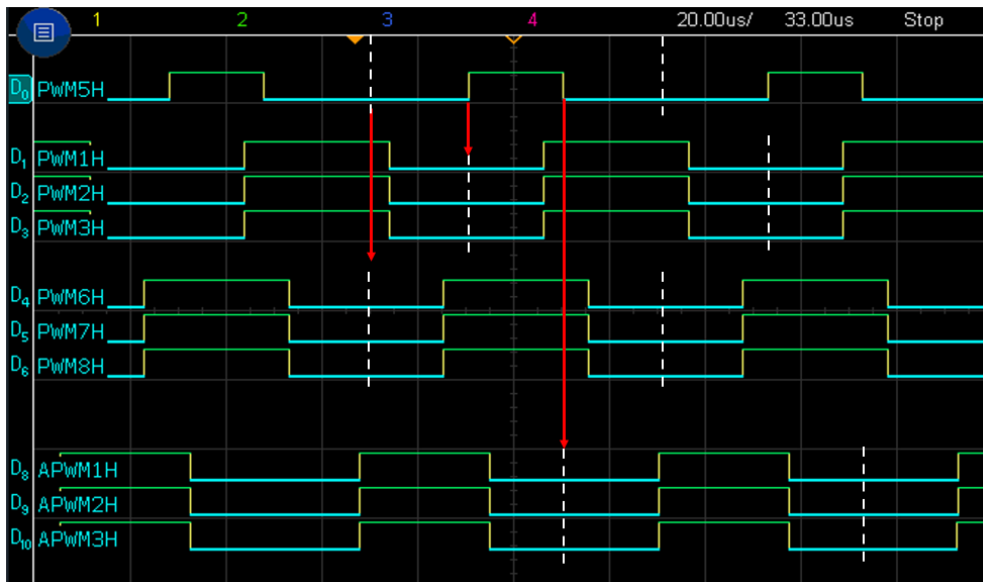 1 2 3 4 20.00us/ 33.00us Stop
D0 PWM5H
D1 PWM1H
D2 PWM2H
D3 PWM3H
D4 PWM6H
D5 PWM7H
D6 PWM8H
D8 APWM1H
D9 APWM2H
D10 APWM3H